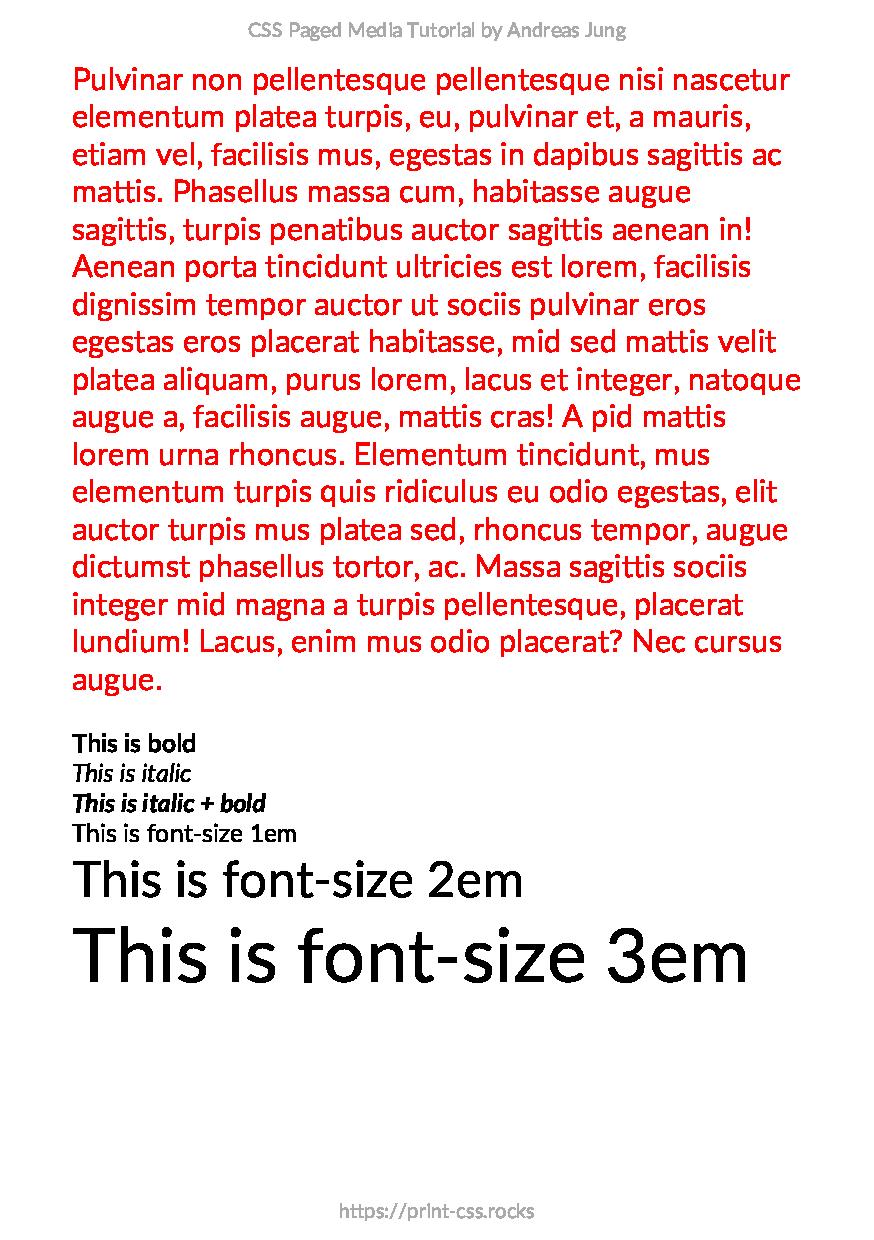 CSS Paged Media Tutorial by Andreas Jung
Pulvinar non pellentesque pellentesque nisi nascetur
elementum platea turpis, eu, pulvinar et, a mauris,
etiam vel, facilisis mus, egestas in dapibus sagittis ac
mattis. Phasellus massa cum, habitasse augue
sagittis, turpis penatibus auctor sagittis aenean in!
Aenean porta tincidunt ultricies est lorem, facilisis
dignissim tempor auctor ut sociis pulvinar eros
egestas eros placerat habitasse, mid sed mattis velit
platea aliquam, purus lorem, lacus et integer, natoque
augue a, facilisis augue, mattis cras! A pid mattis
lorem urna rhoncus. Elementum tincidunt, mus
elementum turpis quis ridiculus eu odio egestas, elit
auctor turpis mus platea sed, rhoncus tempor, augue
dictumst phasellus tortor, ac. Massa sagittis sociis
integer mid magna a turpis pellentesque, placerat
lundium! Lacus, enim mus odio placerat? Nec cursus
augue.
This is bold
This is italic
This is italic + bold
This is font-size 1em
This is font-size 2em
This is font-size 3em
https://print-css.rocks